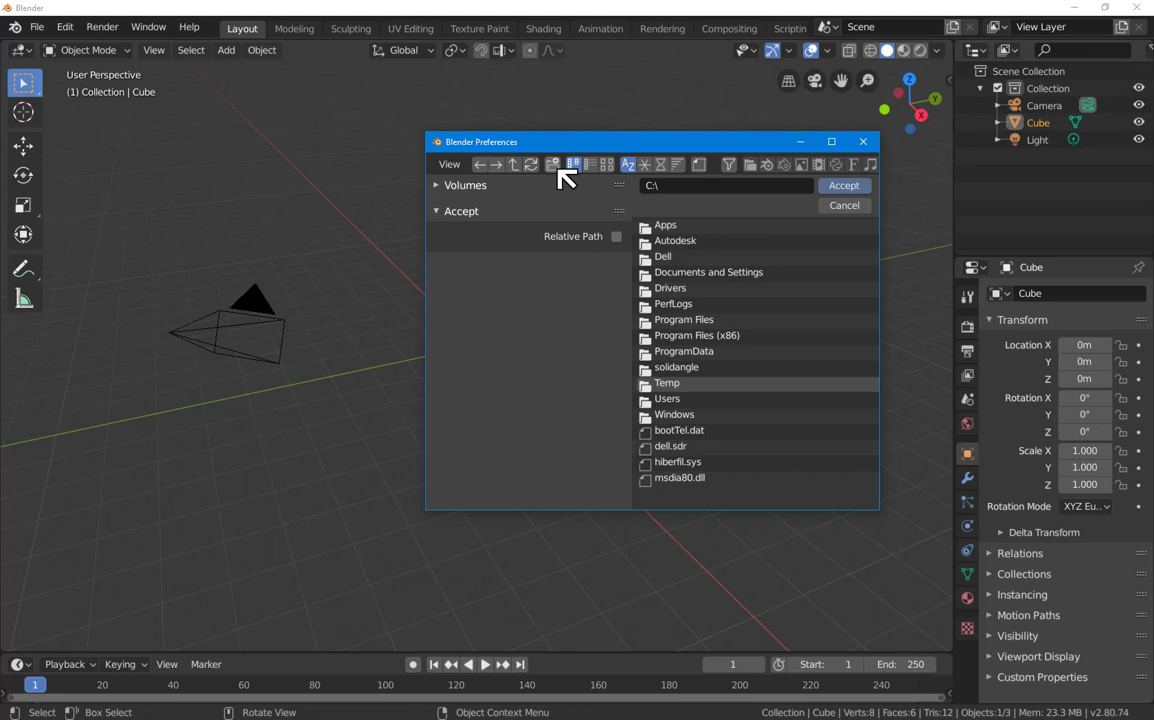 Blender
File Edit Render Window Help Layout Modeling Sculpting UV Editing Texture Paint Shading Animation Rendering Compositing Scriptin Scene View Layer
Object Mode View Select Add Object Global
User Perspective
(1) Collection | Cube
Y
X
Scene Collection
Collection
Camera
Cube
Light
Blender Preferences
View
Volumes
C:\
Accept
Cancel
Accept
Relative Path
Apps
Autodesk
Dell
Documents and Settings
Drivers
PerfLogs
Program Files
Program Files (x86)
ProgramData
solidangle
Temp
Users
Windows
bootTel.dat
dell.sdr
hiberfil.sys
msdia80.dll
Cube
Cube
Transform
Location X 0m
Y 0m
Z 0m
Rotation X 0°
Y 0°
Z 0°
Scale X 1.000
Y 1.000
Z 1.000
Rotation Mode XYZ Eu..
Delta Transform
Relations
Collections
Instancing
Motion Paths
Visibility
Viewport Display
Custom Properties
Playback Keying View Marker 1 Start: 1 End: 250
1 20 40 60 80 100 120 140 160 180 200 220 240
Select Box Select Rotate View Object Context Menu Collection | Cube | Verts:8 | Faces:6 | Tris:12 | Objects:1/3 | Mem: 23.3 MB | v2.80.74